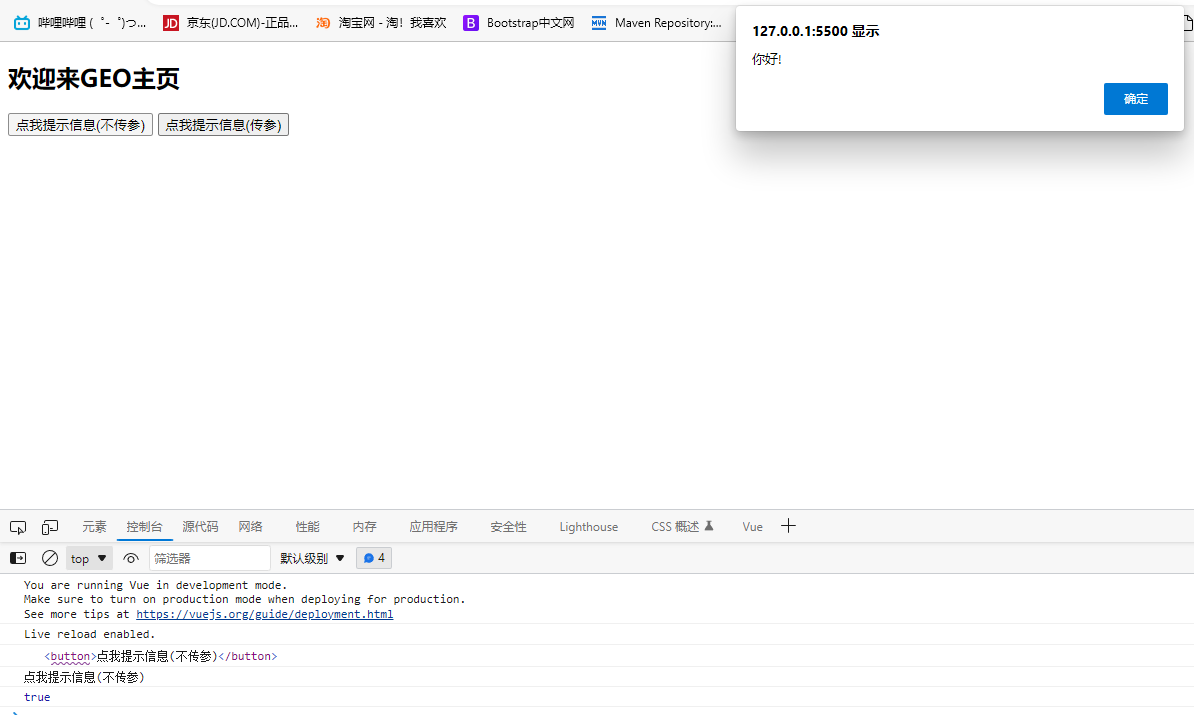 哔哩哔哩 (゜-゜)つ... 京东(JD.COM)-正品... 淘宝网 - 淘！我喜欢 Bootstrap中文网 Maven Repository:...
127.0.0.1:5500 显示
你好!
确定
欢迎来GEO主页
点我提示信息(不传参) 点我提示信息(传参)
元素 控制台 源代码 网络 性能 内存 应用程序 安全性 Lighthouse CSS 概述 Vue
top 筛选器 默认级别 4
You are running Vue in development mode.
Make sure to turn on production mode when deploying for production.
See more tips at https://vuejs.org/guide/deployment.html
Live reload enabled.
<button>点我提示信息(不传参)</button>
点我提示信息(不传参)
true